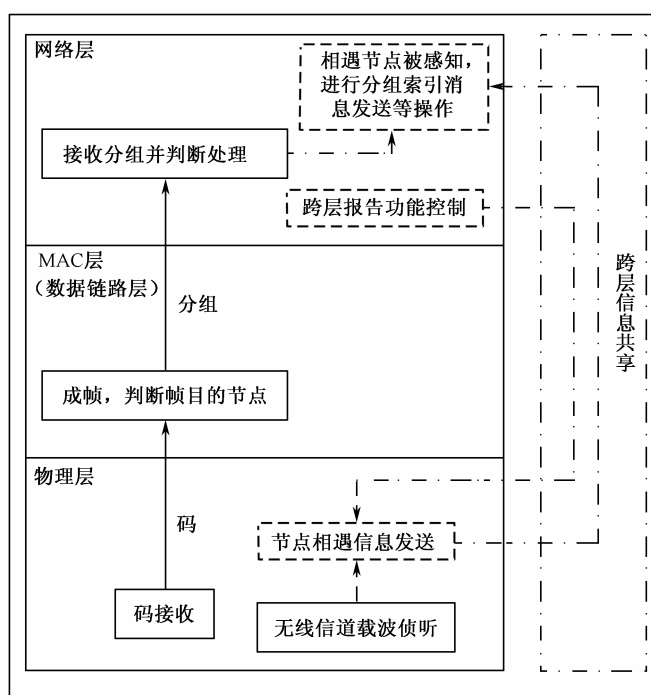 网络层
相遇节点被感知，
进行分组索引消
息发送等操作
接收分组并判断处理
跨层报告功能控制
MAC层
（数据链路层）
分组
跨层信息共享
成帧，判断帧目的节点
物理层
码
节点相遇信息发送
码接收
无线信道载波侦听